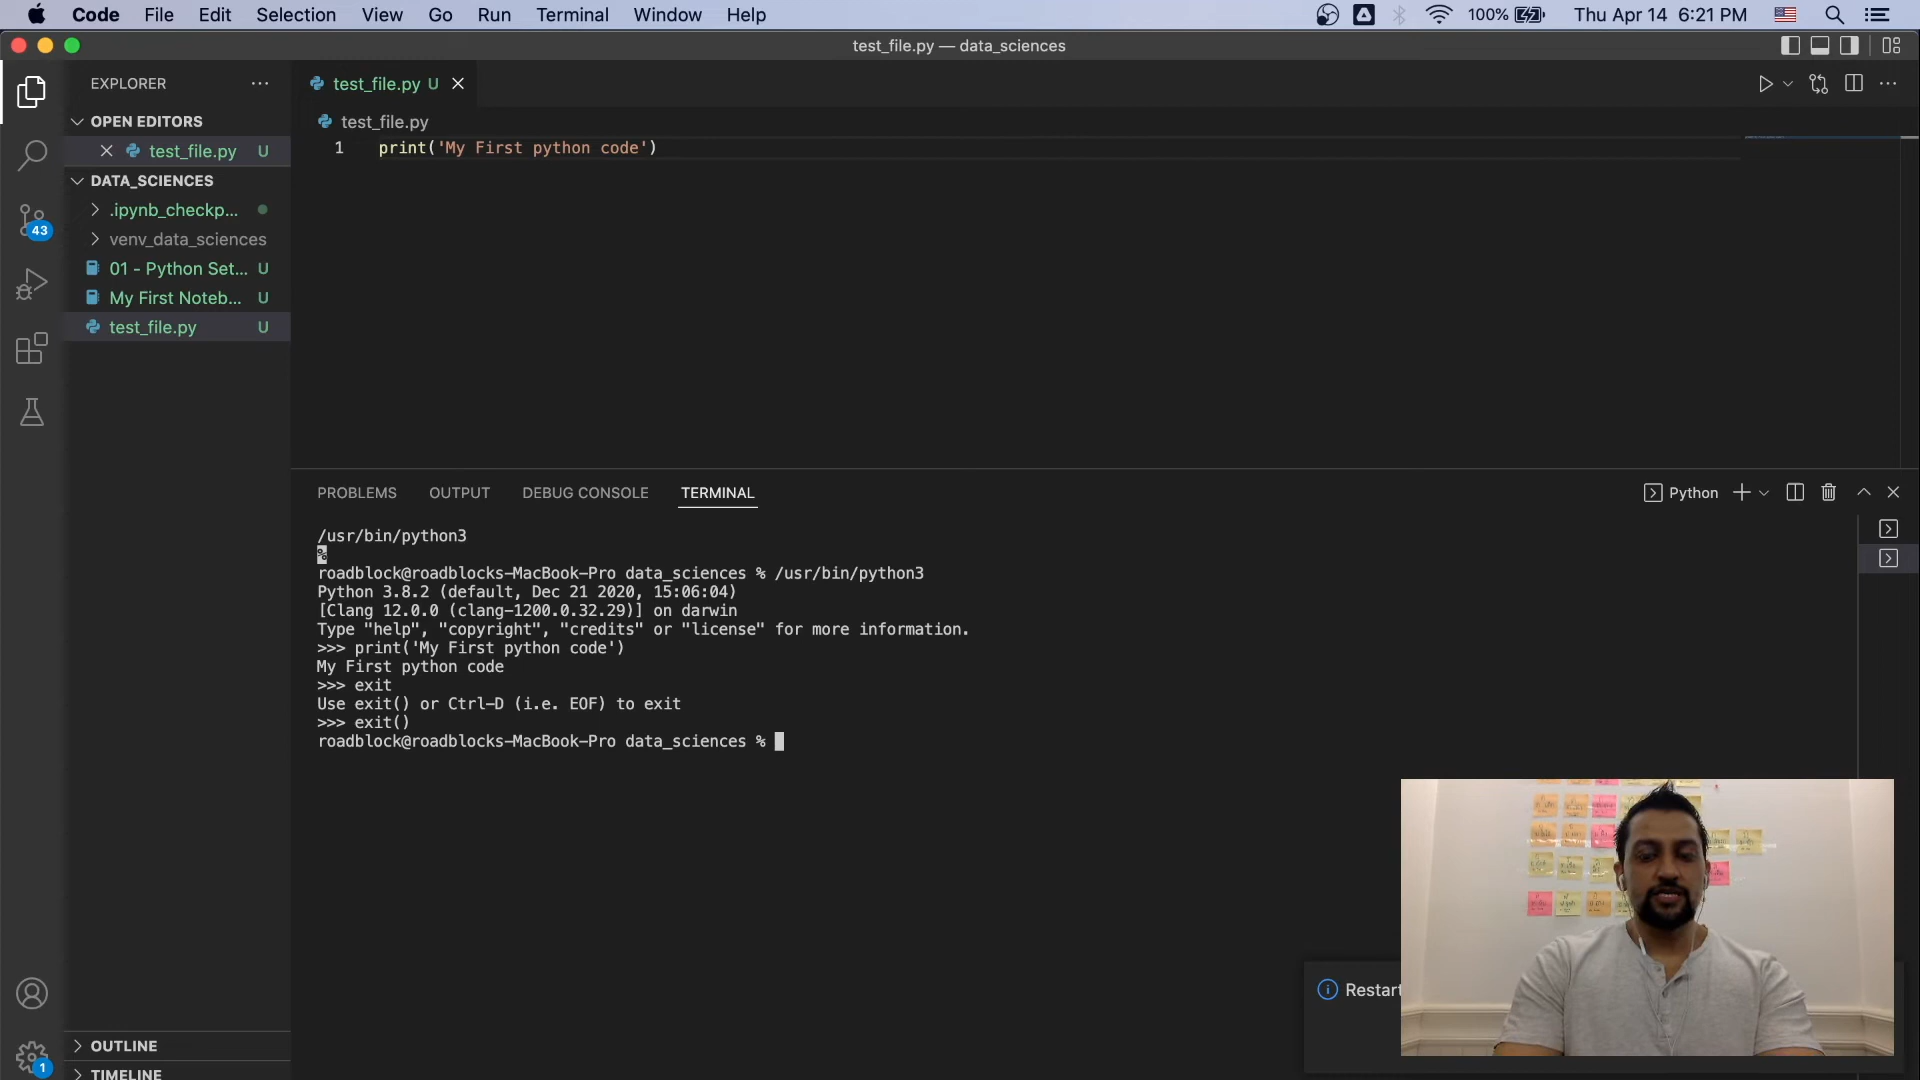 Code File Edit Selection View Go Run Terminal Window Help 100% Thu Apr 14 6:21 PM
test_file.py — data_sciences
EXPLORER
OPEN EDITORS
test_file.py U
DATA_SCIENCES
.ipynb_checkp...
venv_data_sciences
01 - Python Set... U
My First Noteb... U
test_file.py U
43
OUTLINE
TIMELINE
1
test_file.py U
test_file.py
1 print('My First python code')
PROBLEMS OUTPUT DEBUG CONSOLE TERMINAL Python
/usr/bin/python3
%
roadblock@roadblocks-MacBook-Pro data_sciences % /usr/bin/python3
Python 3.8.2 (default, Dec 21 2020, 15:06:04)
[Clang 12.0.0 (clang-1200.0.32.29)] on darwin
Type "help", "copyright", "credits" or "license" for more information.
>>> print('My First python code')
My First python code
>>> exit
Use exit() or Ctrl-D (i.e. EOF) to exit
>>> exit()
roadblock@roadblocks-MacBook-Pro data_sciences %
Restart